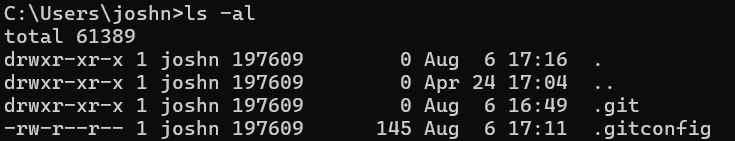 C:\Users\joshn>ls -al
total 61389
drwxr-xr-x 1 joshn 197609 0 Aug 6 17:16 .
drwxr-xr-x 1 joshn 197609 0 Apr 24 17:04 ..
drwxr-xr-x 1 joshn 197609 0 Aug 6 16:49 .git
-rw-r--r-- 1 joshn 197609 145 Aug 6 17:11 .gitconfig